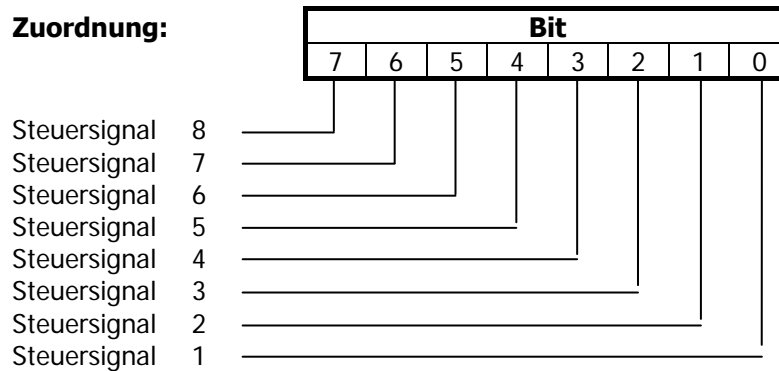 Zuordnung: Bit
7 6 5 4 3 2 1 0
Steuersignal 8
Steuersignal 7
Steuersignal 6
Steuersignal 5
Steuersignal 4
Steuersignal 3
Steuersignal 2
Steuersignal 1